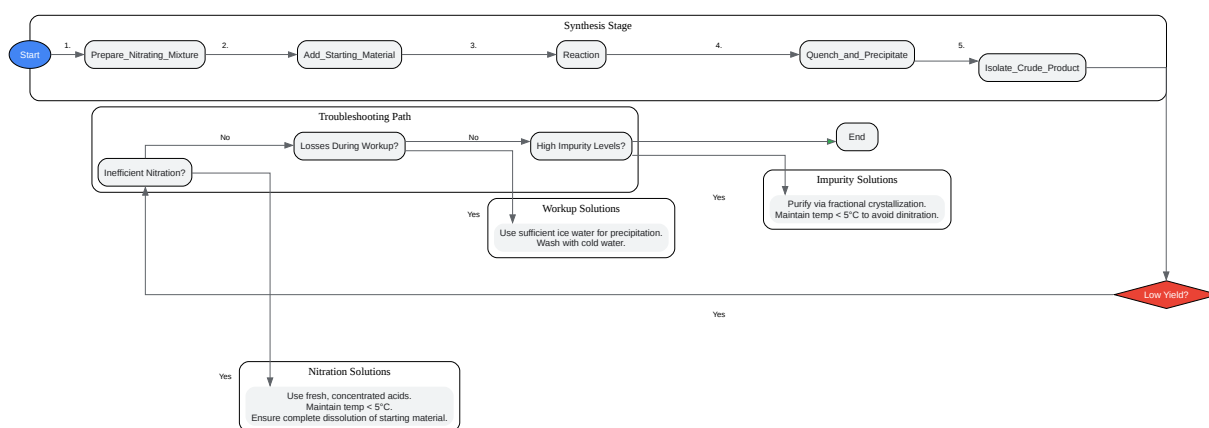 Synthesis Stage
Start
1.
Prepare_Nitrating_Mixture
2.
Add_Starting_Material
3.
Reaction
4.
Quench_and_Precipitate
5.
Isolate_Crude_Product
Troubleshooting Path
Inefficient Nitration?
No
Losses During Workup?
No
High Impurity Levels?
End
Impurity Solutions
Yes
Purify via fractional crystallization.
Maintain temp < 5°C to avoid dinitration.
Workup Solutions
Yes
Use sufficient ice water for precipitation.
Wash with cold water.
Low Yield?
Yes
Nitration Solutions
Yes
Use fresh, concentrated acids.
Maintain temp < 5°C.
Ensure complete dissolution of starting material.